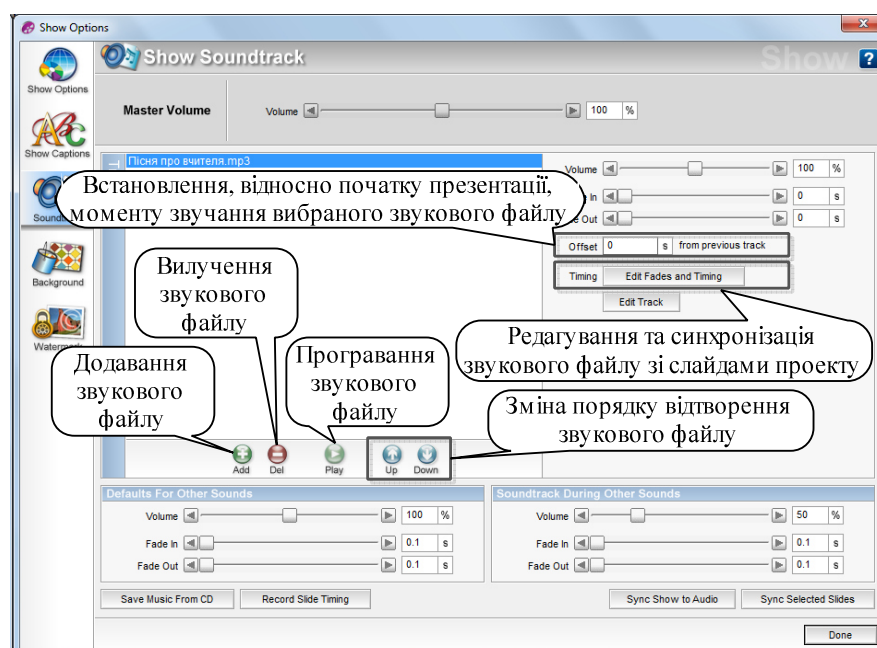 Show Options
Show Soundtrack
Show
?
Show Options
Master Volume
Volume
100 %
Show Captions
Пісня про вчителя.mp3
Volume
100 %
Встановлення, відносно початку презентації,
моменту звучання вибраного звукового файлу
In
0 s
Out
0 s
Offset 0 s from previous track
Timing Edit Fades and Timing
Edit Track
Background
Вилучення
звукового
файлу
Редагування та синхронізація
звукового файлу зі слайдами проекту
Додавання
звукового
файлу
Програвання
звукового
файлу
Зміна порядку відтворення
звукового файлу
Add Del Play Up Down
Defaults For Other Sounds
Volume 100 %
Fade In 0.1 s
Fade Out 0.1 s
Soundtrack During Other Sounds
Volume 50 %
Fade In 0.1 s
Fade Out 0.1 s
Save Music From CD Record Slide Timing Sync Show to Audio Sync Selected Slides
Done